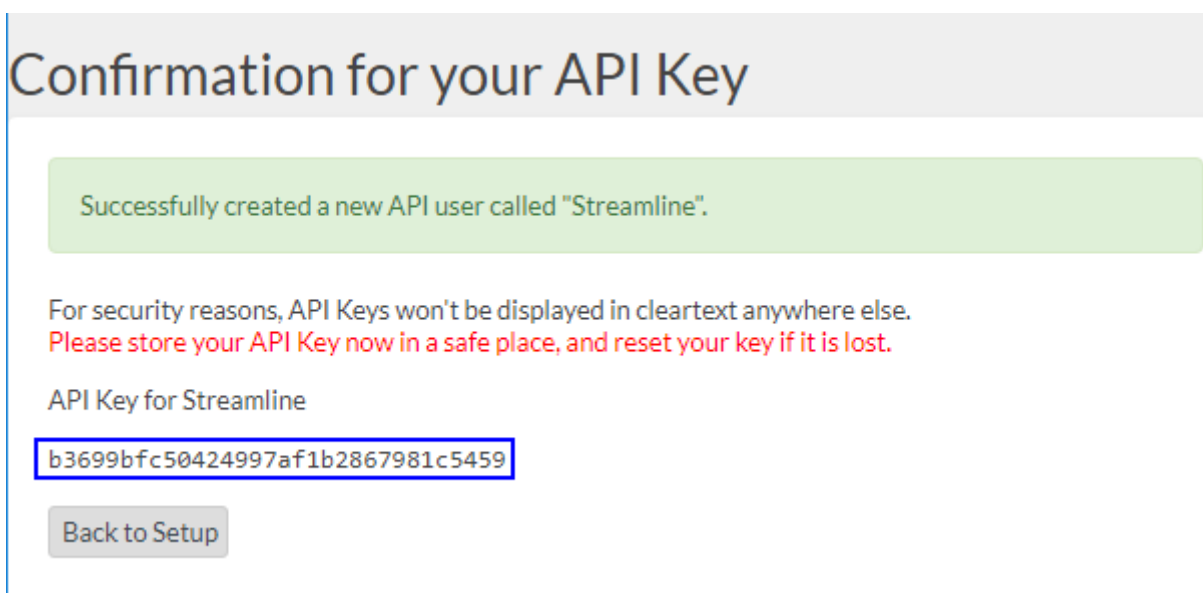 Confirmation for your API Key
Successfully created a new API user called "Streamline".
For security reasons, API Keys won't be displayed in cleartext anywhere else.
Please store your API Key now in a safe place, and reset your key if it is lost.
API Key for Streamline
b3699bfc50424997af1b2867981c5459
Back to Setup